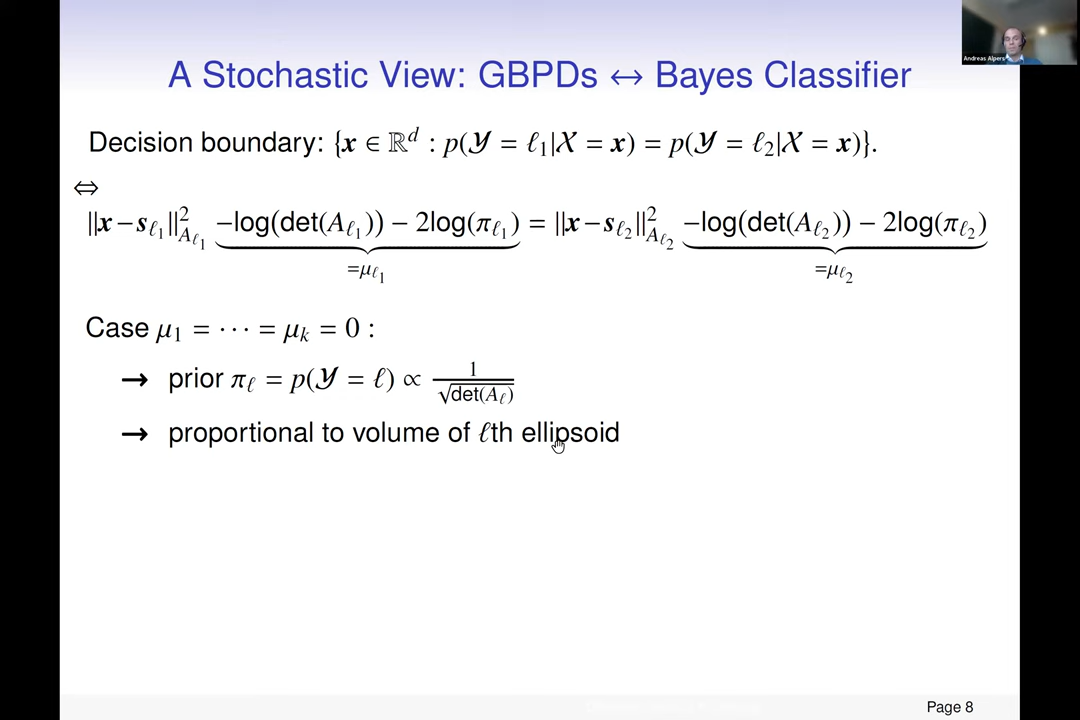 A Stochastic View: GBPDs ↔ Bayes Classifier
Andreas Alpers
Decision boundary: {x ∈ ℝ^d : p(𝒴 = ℓ₁|𝒳 = x) = p(𝒴 = ℓ₂|𝒳 = x)}.
⇔
||x−s_{ℓ₁}||²_{A_{ℓ₁}} −log(det(A_{ℓ₁})) − 2log(π_{ℓ₁}) = ||x−s_{ℓ₂}||²_{A_{ℓ₂}} −log(det(A_{ℓ₂})) − 2log(π_{ℓ₂})
=μ_{ℓ₁} =μ_{ℓ₂}
Case μ₁ = ⋯ = μ_k = 0 :
→ prior π_ℓ = p(𝒴 = ℓ) ∝ 1/√det(A_ℓ)
→ proportional to volume of ℓth ellipsoid
Page 8